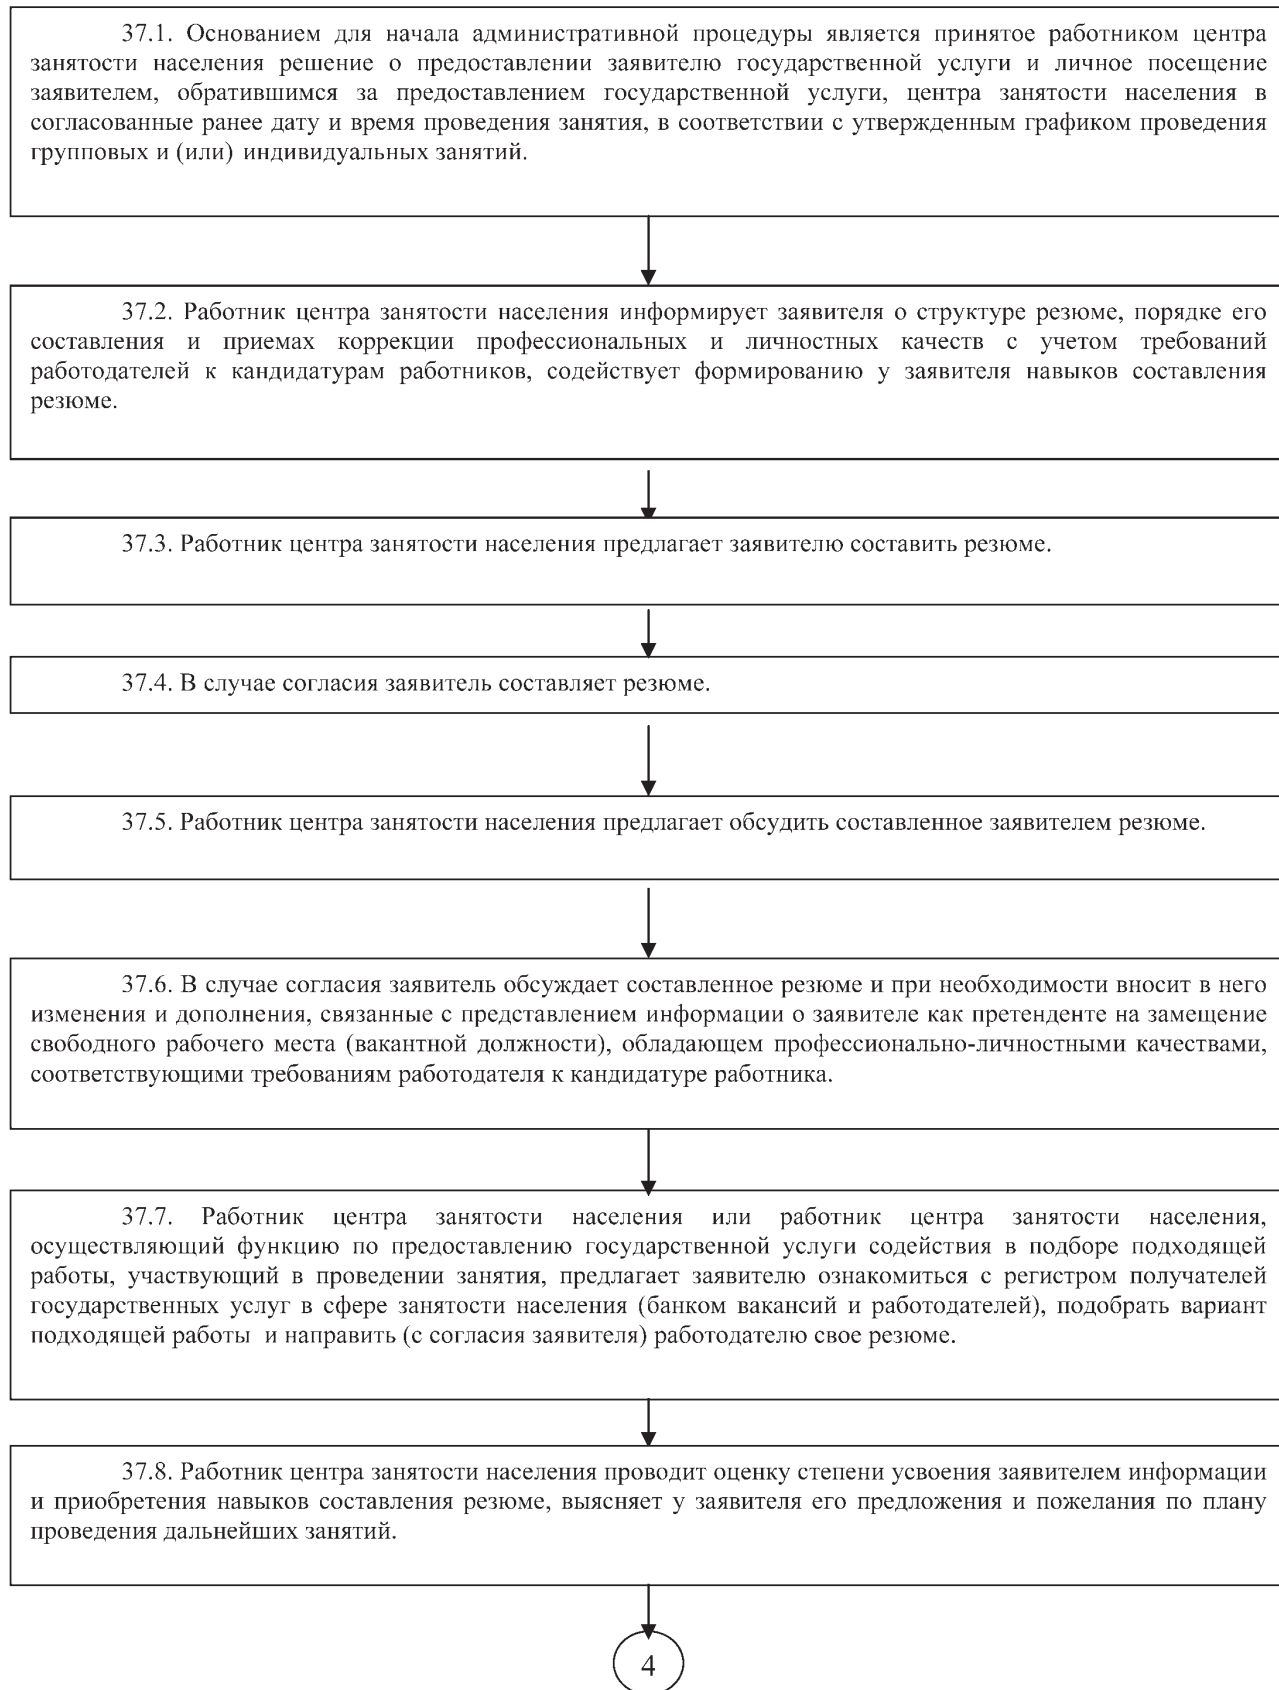 37.1. Основанием для начала административной процедуры является принятое работником центра
занятости населения решение о предоставлении заявителю государственной услуги и личное посещение
заявителем, обратившимся за предоставлением государственной услуги, центра занятости населения в
согласованные ранее дату и время проведения занятия, в соответствии с утвержденным графиком проведения
групповых и (или) индивидуальных занятий.
37.2. Работник центра занятости населения информирует заявителя о структуре резюме, порядке его
составления и приемах коррекции профессиональных и личностных качеств с учетом требований
работодателей к кандидатурам работников, содействует формированию у заявителя навыков составления
резюме.
37.3. Работник центра занятости населения предлагает заявителю составить резюме.
37.4. В случае согласия заявитель составляет резюме.
37.5. Работник центра занятости населения предлагает обсудить составленное заявителем резюме.
37.6. В случае согласия заявитель обсуждает составленное резюме и при необходимости вносит в него
изменения и дополнения, связанные с представлением информации о заявителе как претенденте на замещение
свободного рабочего места (вакантной должности), обладающем профессионально-личностными качествами,
соответствующими требованиям работодателя к кандидатуре работника.
37.7. Работник центра занятости населения или работник центра занятости населения,
осуществляющий функцию по предоставлению государственной услуги содействия в подборе подходящей
работы, участвующий в проведении занятия, предлагает заявителю ознакомиться с регистром получателей
государственных услуг в сфере занятости населения (банком вакансий и работодателей), подобрать вариант
подходящей работы и направить (с согласия заявителя) работодателю свое резюме.
37.8. Работник центра занятости населения проводит оценку степени усвоения заявителем информации
и приобретения навыков составления резюме, выясняет у заявителя его предложения и пожелания по плану
проведения дальнейших занятий.
4